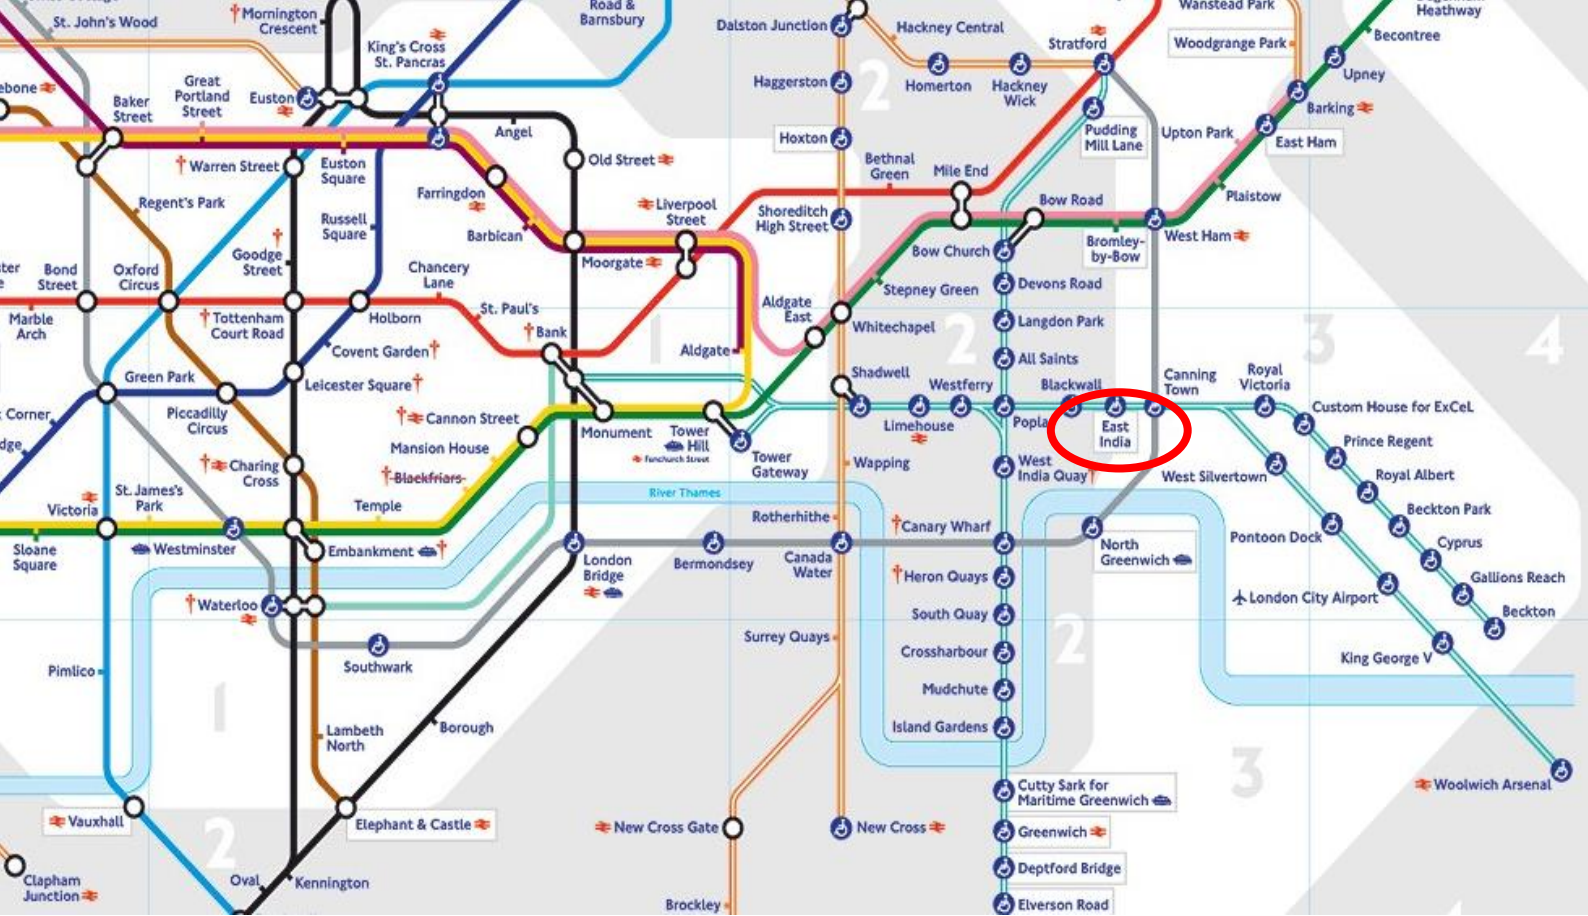 St. John's Wood
†Mornington
Crescent
King's Cross
St. Pancras
Road &
Barnsbury
Dalston Junction
Hackney Central
Stratford
Wanstead Park
Woodgrange Park
Heathway
Becontree
Upney
Barking
East Ham
Upton Park
Plaistow
Baker
Street
Great
Portland
Street
Euston
Angel
Old Street
Haggerston
Homerton
Hackney
Wick
Pudding
Mill Lane
Hoxton
†Warren Street
Euston
Square
Farringdon
Barbican
Liverpool
Street
Moorgate
Bethnal
Green
Mile End
Bow Road
Bromley-
by-Bow
West Ham
Shoreditch
High Street
Bow Church
Devons Road
Langdon Park
All Saints
Stepney Green
Regent's Park
Russell
Square
†
Goodge
Street
Bond
Street
Oxford
Circus
Marble
Arch
†Tottenham
Court Road
Holborn
Chancery
Lane
St. Paul's
†Bank
Aldgate
Aldgate
East
Whitechapel
Covent Garden†
Leicester Square†
Green Park
Piccadilly
Circus
Corner
†Cannon Street
Mansion House
†Blackfriars
Monument
Tower
Hill
Fenchurch Street
Tower
Gateway
Shadwell
Limehouse
Westferry
Popla
Blackwall
East
India
Canning
Town
Royal
Victoria
Custom House for ExCeL
Prince Regent
Royal Albert
Beckton Park
Cyprus
Gallions Reach
Beckton
West Silvertown
Pontoon Dock
London City Airport
King George V
Woolwich Arsenal
†Charing
Cross
St. James's
Park
Victoria
Temple
Sloane
Square
Westminster
Embankment †
River Thames
†Waterloo
Southwark
London
Bridge
Bermondsey
Canada
Water
Wapping
Rotherhithe
Surrey Quays
West
India Quay†
†Canary Wharf
†Heron Quays
South Quay
Crossharbour
Mudchute
Island Gardens
North
Greenwich
Cutty Sark for
Maritime Greenwich
Greenwich
Deptford Bridge
Elverson Road
Pimlico
Vauxhall
Lambeth
North
Borough
Elephant & Castle
Clapham
Junction
Oval
Kennington
New Cross Gate
New Cross
Brockley
1
1
2
2
2
2
3
3
4